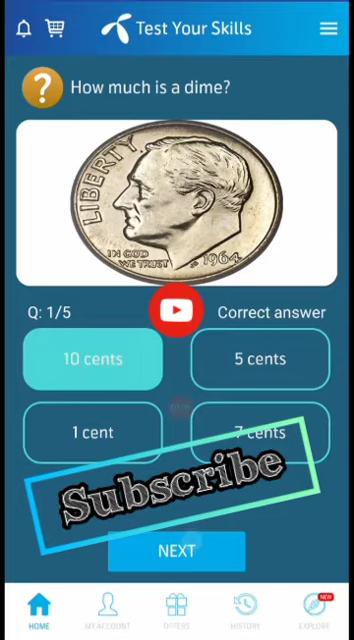 Test Your Skills
? How much is a dime?
LIBERTY
IN GOD
WE TRUST
1964
Q: 1/5
Correct answer
10 cents
5 cents
1 cent
7 cents
Subscribe
NEXT
HOME
MY ACCOUNT
OFFERS
HISTORY
NEW
EXPLORE